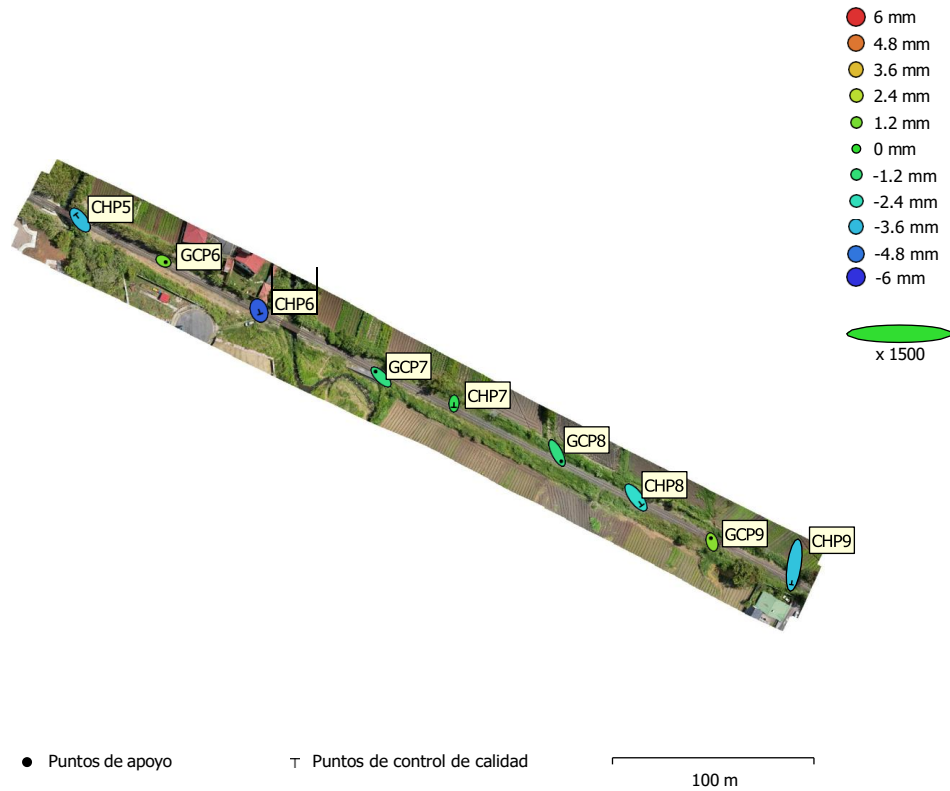 6 mm
4.8 mm
3.6 mm
2.4 mm
1.2 mm
0 mm
-1.2 mm
-2.4 mm
-3.6 mm
-4.8 mm
-6 mm
x 1500
CHP5
GCP6
CHP6
GCP7
CHP7
GCP8
CHP8
GCP9
CHP9
Puntos de apoyo
Puntos de control de calidad
100 m